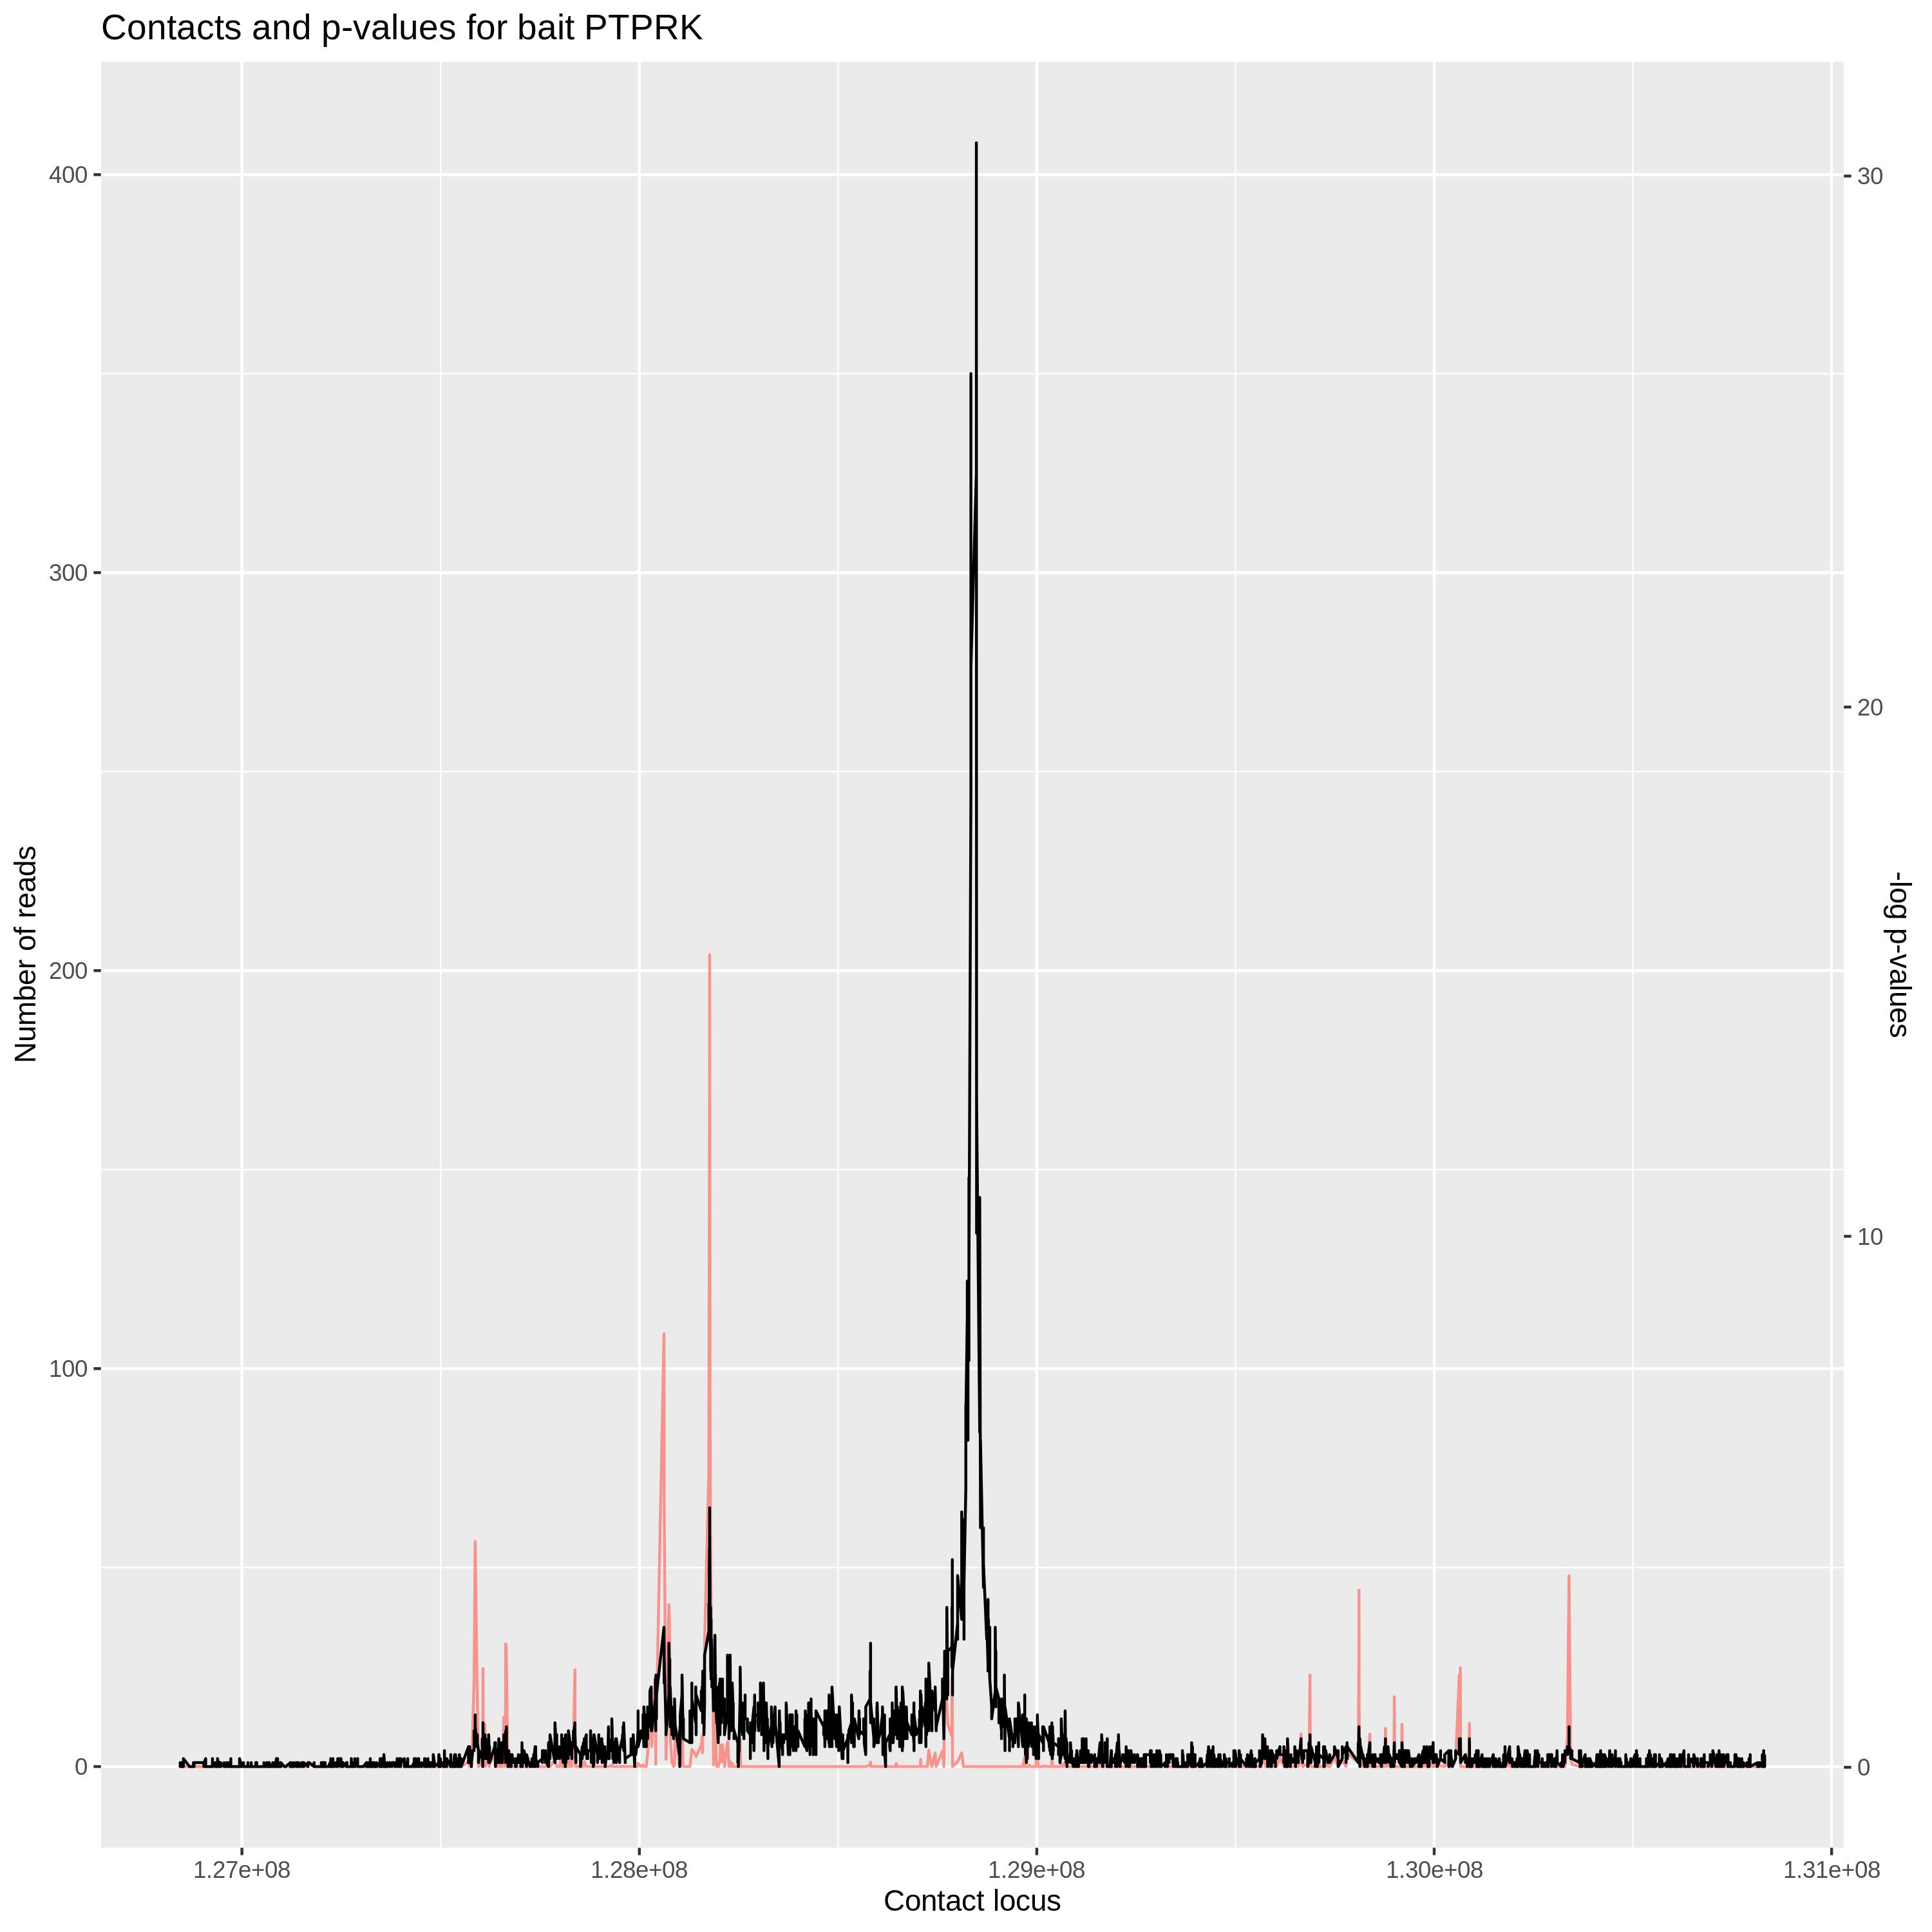 Contacts and p-values for bait PTPRK
400
300
200
100
0
Number of reads
30
20
10
0
-log p-values
1.27e+08 1.28e+08 1.29e+08 1.30e+08 1.31e+08
Contact locus